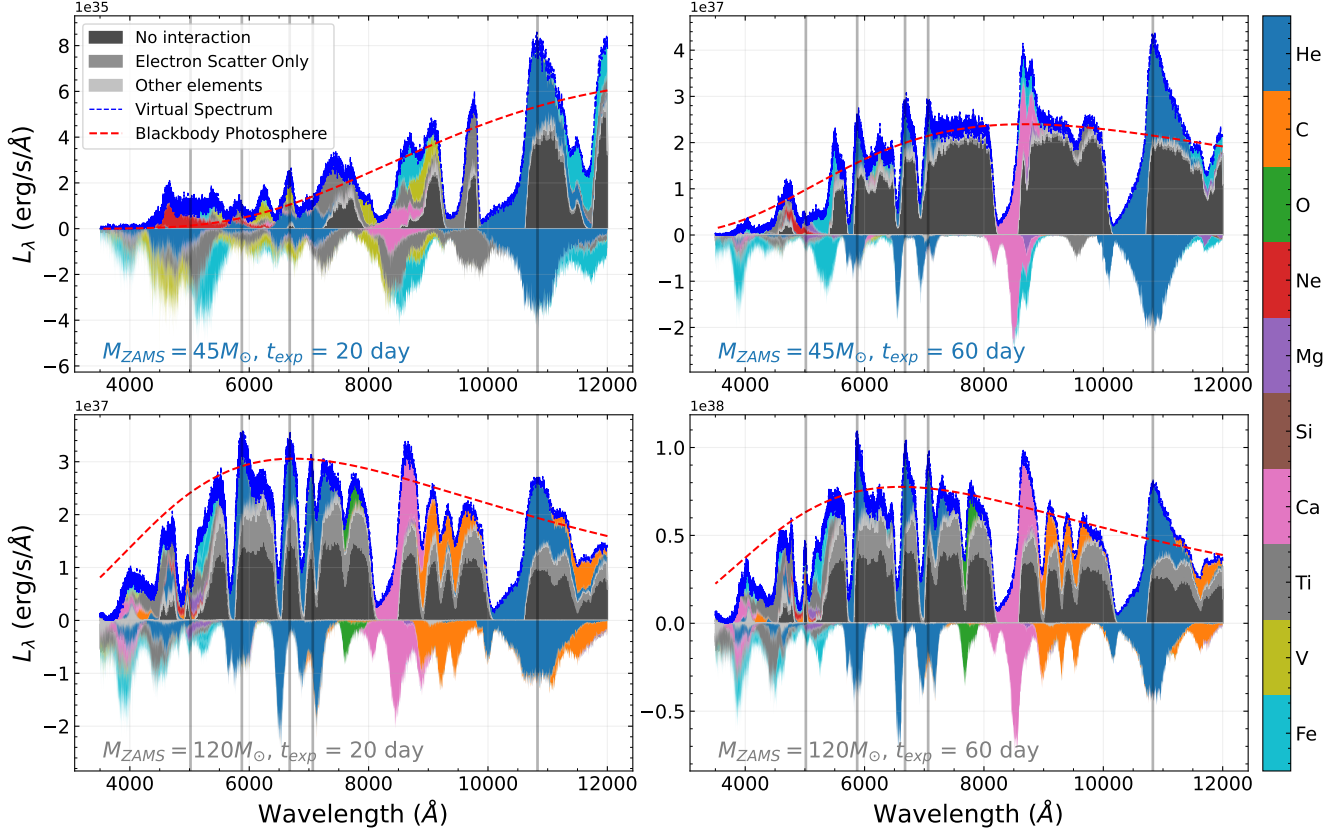 1e35
8
6
4
2
0
−2
−4
−6
No interaction
Electron Scatter Only
Other elements
Virtual Spectrum
Blackbody Photosphere
M_ZAMS = 45M_⊙, t_exp = 20 day
4000 6000 8000 10000 12000
L_λ (erg/s/Å)
1e37
4
3
2
1
0
−1
−2
M_ZAMS = 45M_⊙, t_exp = 60 day
4000 6000 8000 10000 12000
1e37
3
2
1
0
−1
−2
M_ZAMS = 120M_⊙, t_exp = 20 day
4000 6000 8000 10000 12000
Wavelength (Å)
L_λ (erg/s/Å)
1e38
1.0
0.5
0.0
−0.5
M_ZAMS = 120M_⊙, t_exp = 60 day
4000 6000 8000 10000 12000
Wavelength (Å)
He
C
O
Ne
Mg
Si
Ca
Ti
V
Fe